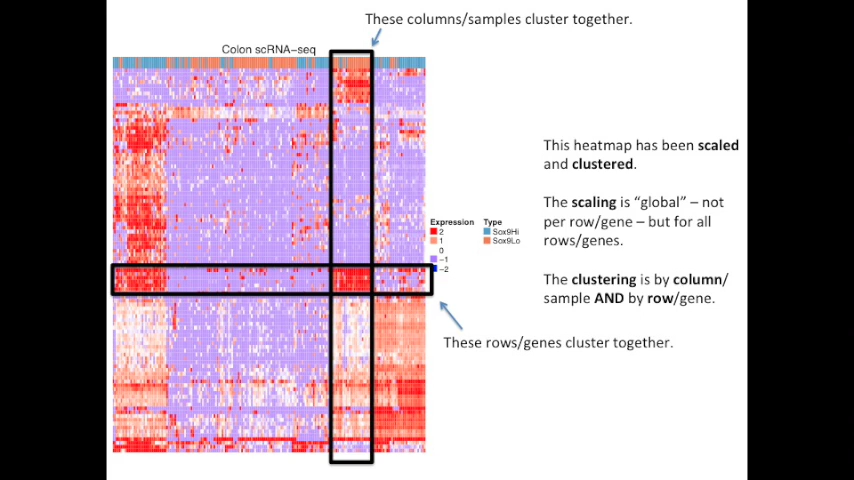 These columns/samples cluster together.
Colon scRNA-seq
This heatmap has been scaled
and clustered.
The scaling is “global” – not
per row/gene – but for all
rows/genes.
Expression
2
1
0
−1
−2
Type
Sox9Hi
Sox9Lo
The clustering is by column/
sample AND by row/gene.
These rows/genes cluster together.